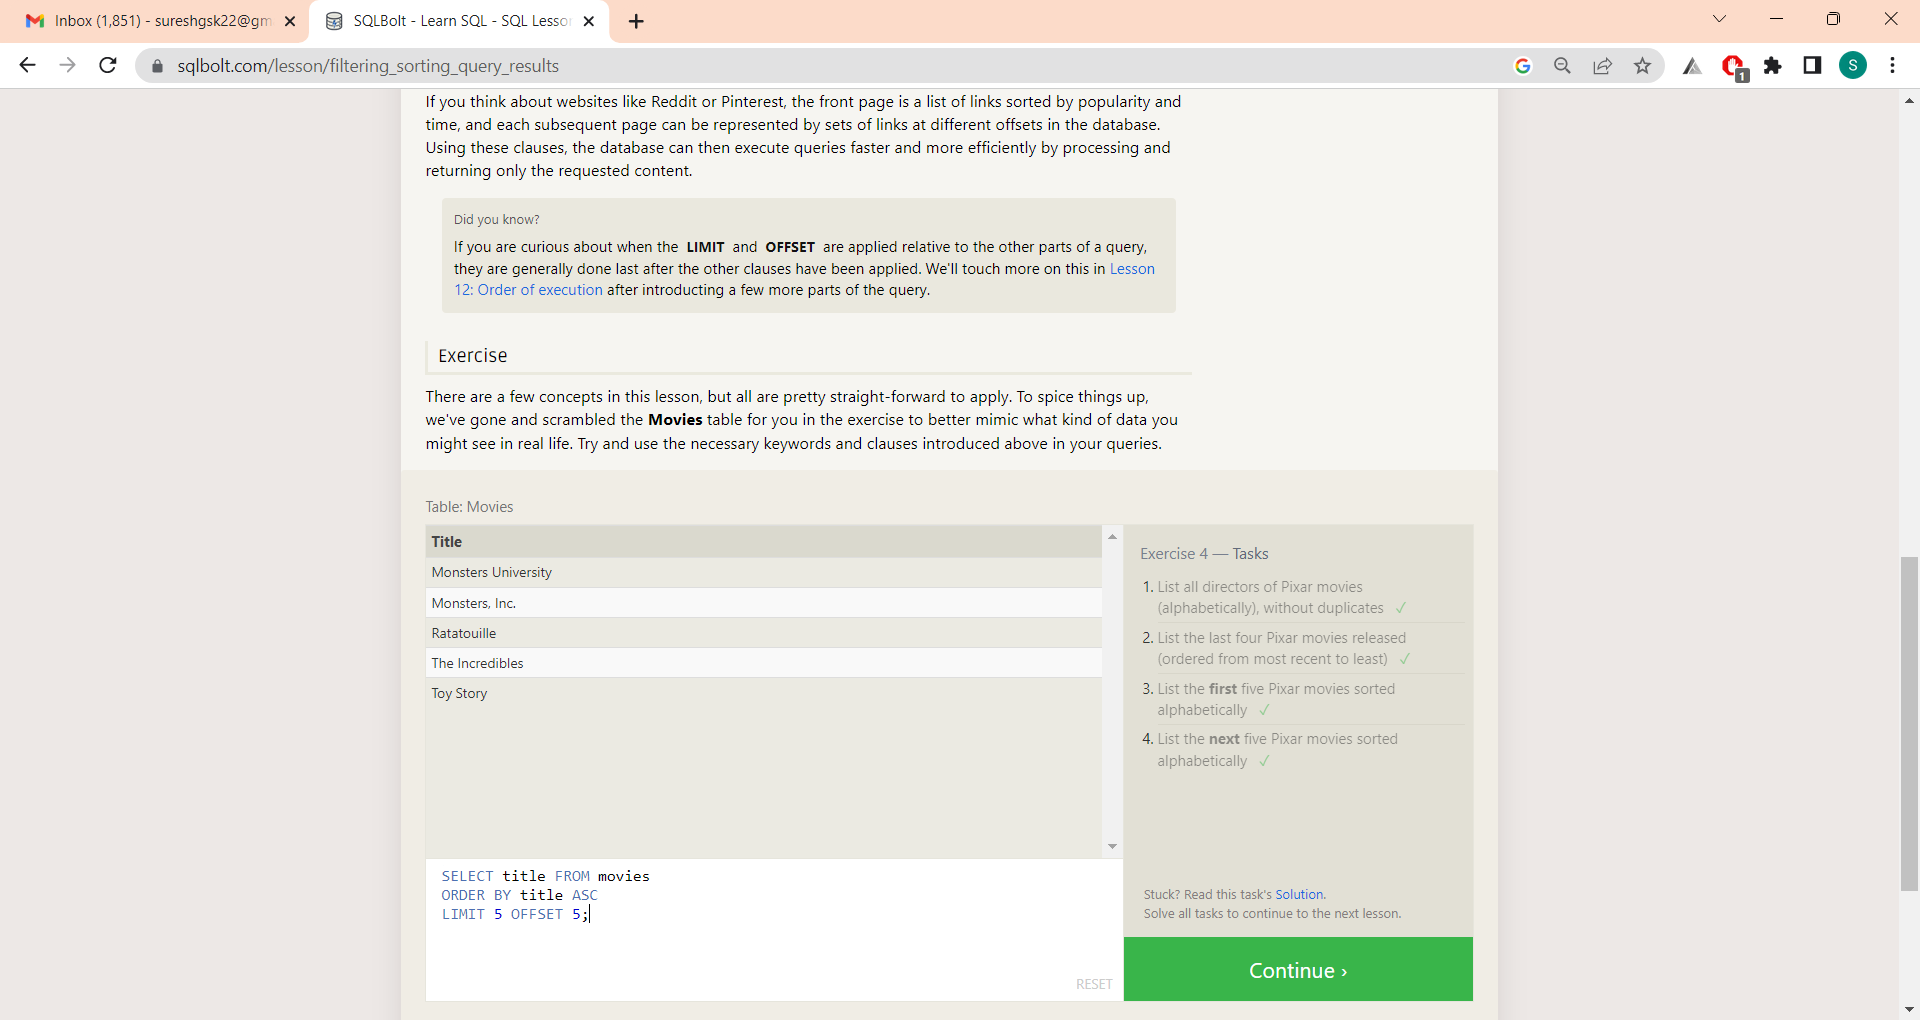 Inbox (1,851) - sureshgsk22@gm
SQLBolt - Learn SQL - SQL Lesso
sqlbolt.com/lesson/filtering_sorting_query_results
1
S
If you think about websites like Reddit or Pinterest, the front page is a list of links sorted by popularity and
time, and each subsequent page can be represented by sets of links at different offsets in the database.
Using these clauses, the database can then execute queries faster and more efficiently by processing and
returning only the requested content.
Did you know?
If you are curious about when the LIMIT and OFFSET are applied relative to the other parts of a query,
they are generally done last after the other clauses have been applied. We'll touch more on this in Lesson
12: Order of execution after introducting a few more parts of the query.
Exercise
There are a few concepts in this lesson, but all are pretty straight-forward to apply. To spice things up,
we've gone and scrambled the Movies table for you in the exercise to better mimic what kind of data you
might see in real life. Try and use the necessary keywords and clauses introduced above in your queries.
Table: Movies
Title
Monsters University
Monsters, Inc.
Ratatouille
The Incredibles
Toy Story
SELECT title FROM movies
ORDER BY title ASC
LIMIT 5 OFFSET 5;
RESET
Exercise 4 — Tasks
1. List all directors of Pixar movies
(alphabetically), without duplicates ✓
2. List the last four Pixar movies released
(ordered from most recent to least) ✓
3. List the first five Pixar movies sorted
alphabetically ✓
4. List the next five Pixar movies sorted
alphabetically ✓
Stuck? Read this task's Solution.
Solve all tasks to continue to the next lesson.
Continue ›